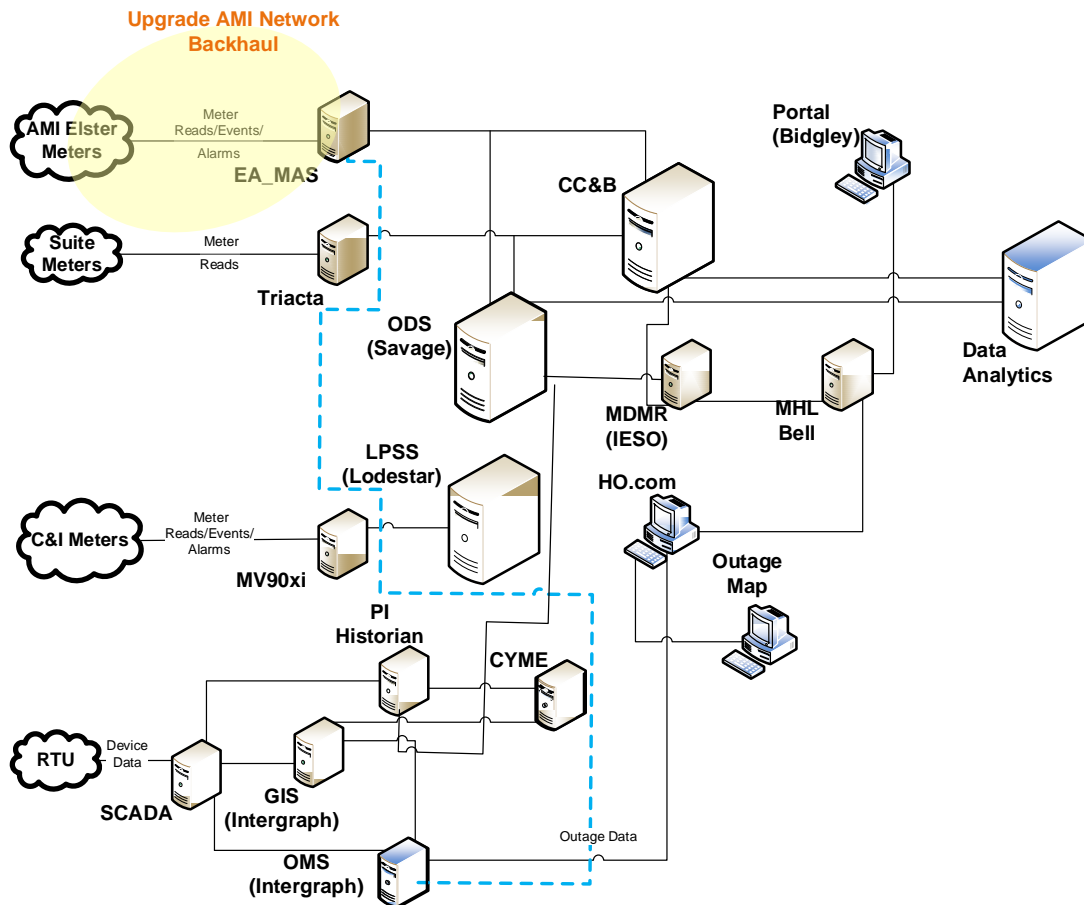 Upgrade AMI Network
Backhaul
AMI Elster
Meters
Meter
Reads/Events/
Alarms
EA_MAS
Portal
(Bidgley)
CC&B
Suite
Meters
Meter
Reads
Triacta
ODS
(Savage)
Data
Analytics
MDMR
(IESO)
MHL
Bell
LPSS
(Lodestar)
HO.com
C&I Meters
Meter
Reads/Events/
Alarms
MV90xi
Outage
Map
PI
Historian
CYME
RTU
Device
Data
SCADA
GIS
(Intergraph)
Outage Data
OMS
(Intergraph)